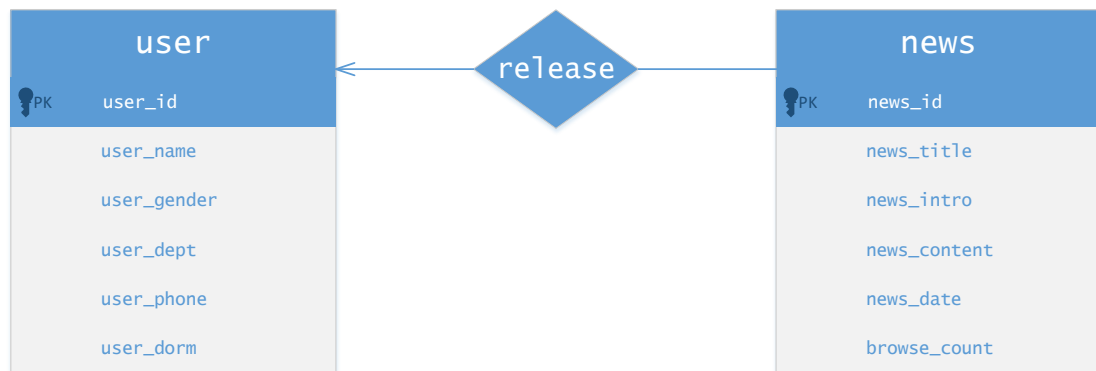 user
PK user_id
user_name
user_gender
user_dept
user_phone
user_dorm
release
news
PK news_id
news_title
news_intro
news_content
news_date
browse_count